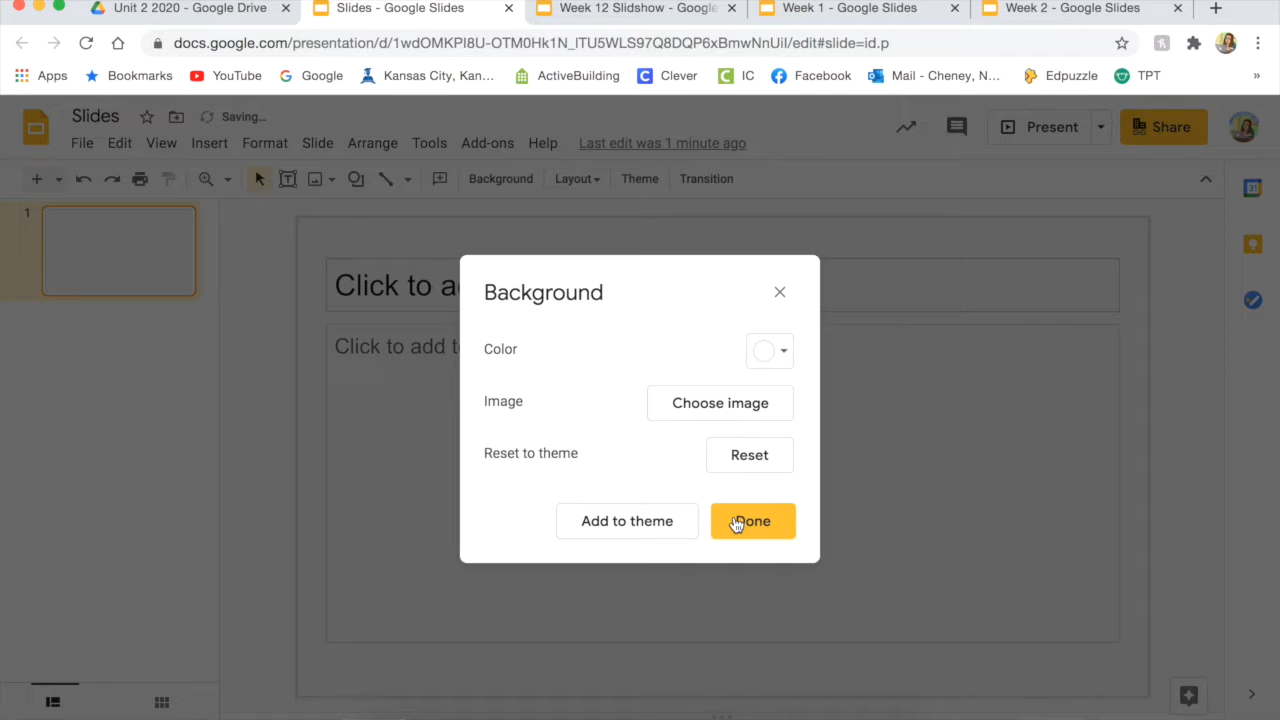 Unit 2 2020 - Google Drive
Slides - Google Slides
Week 12 Slidshow - Google
Week 1 - Google Slides
Week 2 - Google Slides
docs.google.com/presentation/d/1wdOMKPI8U-OTM0Hk1N_lTU5WLS97Q8DQP6xBmwNnUiI/edit#slide=id.p
Apps
Bookmarks
YouTube
Google
Kansas City, Kan...
ActiveBuilding
Clever
IC
Facebook
Mail - Cheney, N...
Edpuzzle
TPT
»
Slides
Saving...
File Edit View Insert Format Slide Arrange Tools Add-ons Help
Last edit was 1 minute ago
Present
Share
Background
Layout
Theme
Transition
1
Click to a
Click to add t
Background
Color
Image
Choose image
Reset to theme
Reset
Add to theme
Done
31